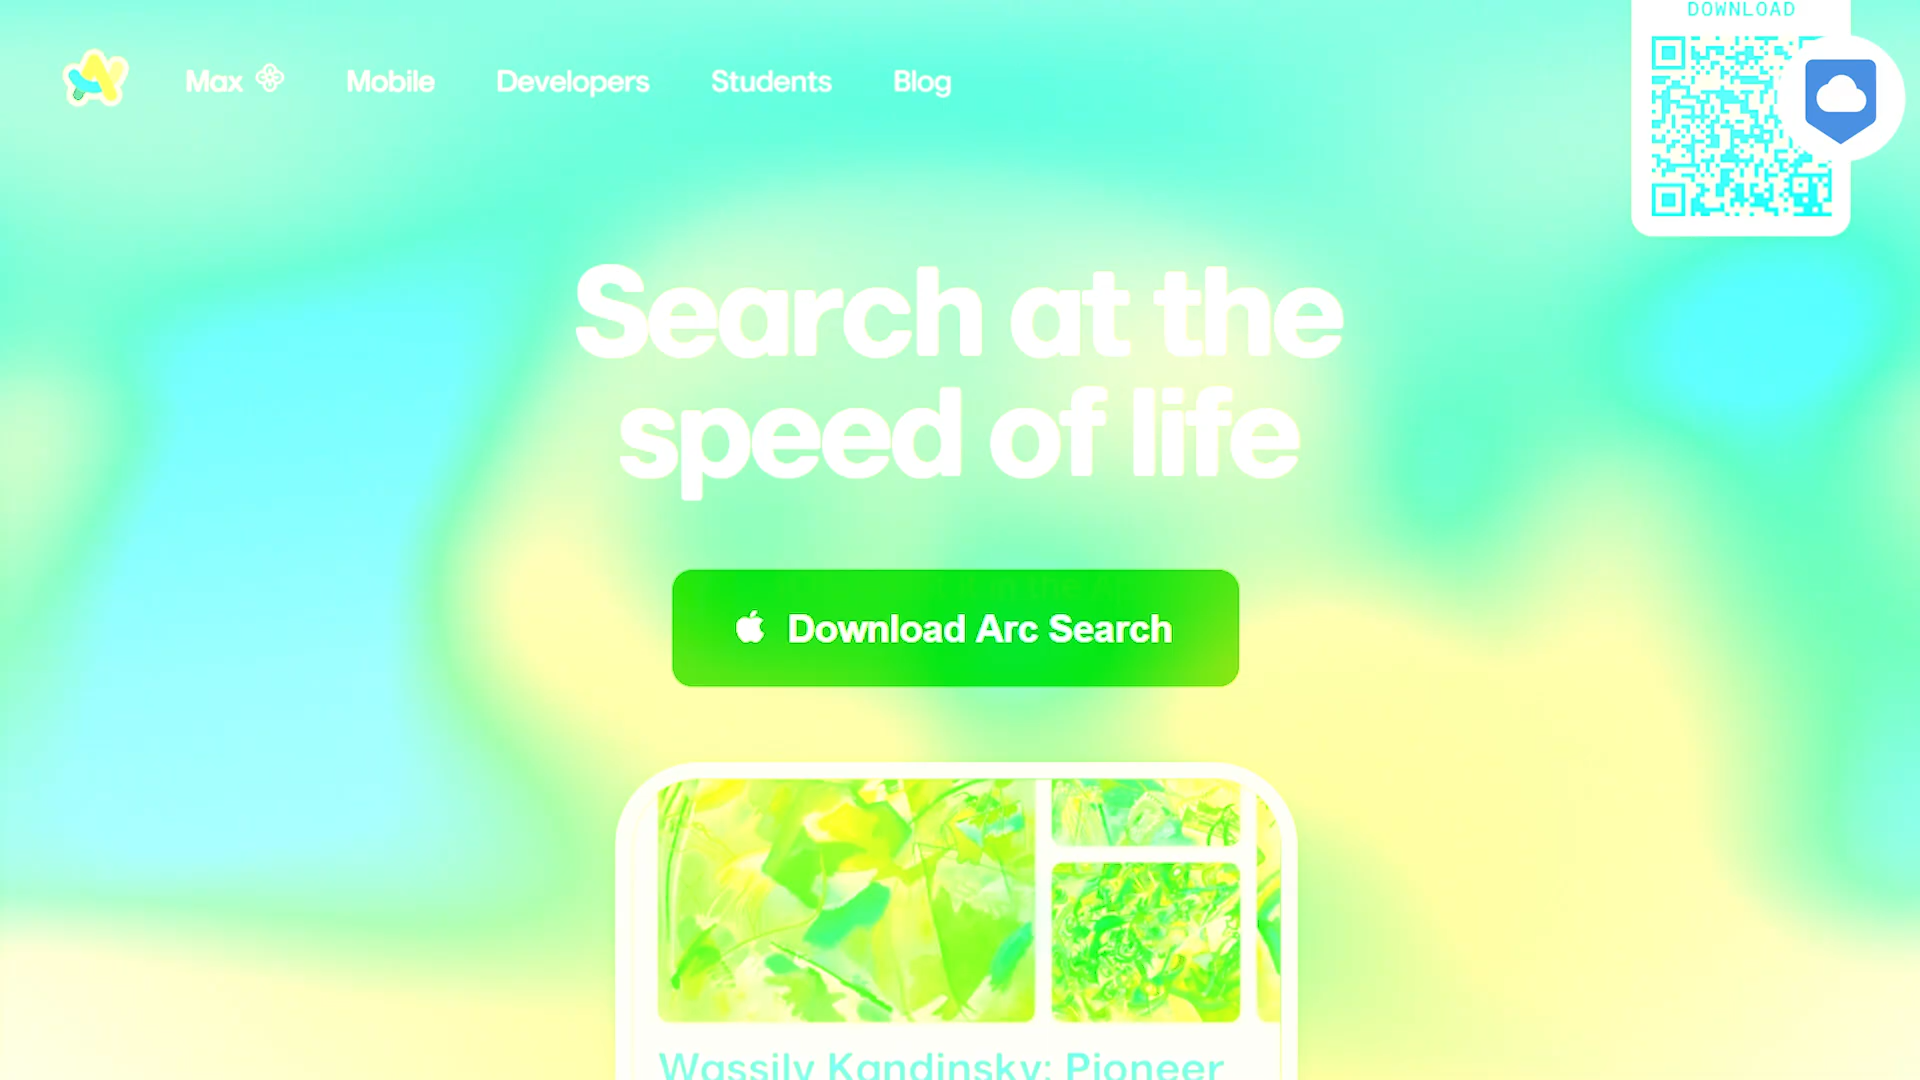 DOWNLOAD
Max
Mobile
Developers
Students
Blog
Search at the
speed of life
Download Arc Search
Wassily Kandinsky: Pioneer